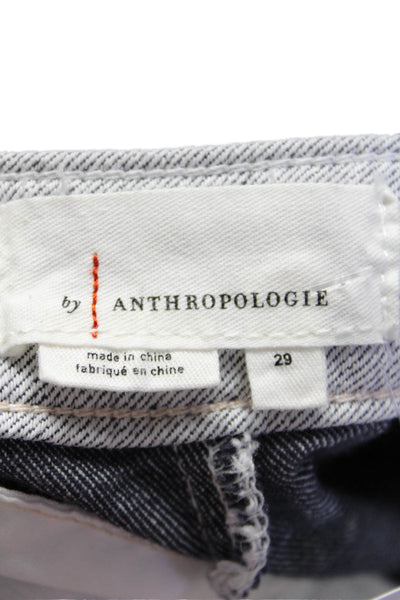 by ANTHROPOLOGIE
made in china
fabriqué en chine
29